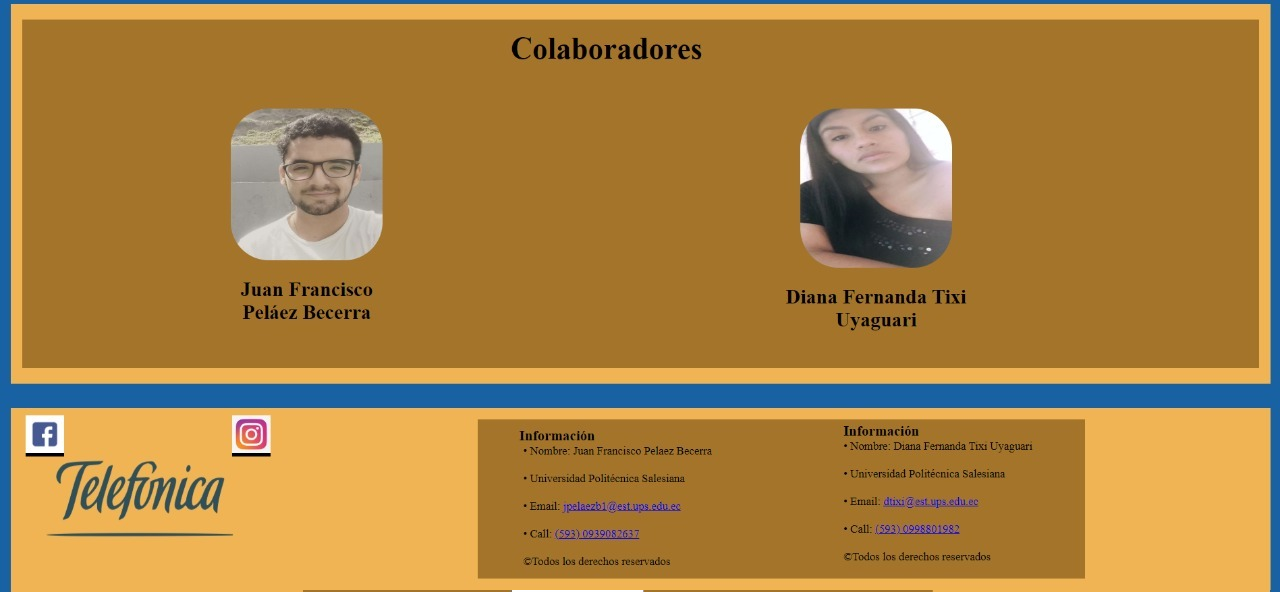 Colaboradores
Juan Francisco
Peláez Becerra
Diana Fernanda Tixi
Uyaguari
Telefónica
Información
• Nombre: Juan Francisco Pelaez Becerra
• Universidad Politécnica Salesiana
• Email: jpelaezb1@est.ups.edu.ec
• Call: (593) 0939082637
©Todos los derechos reservados
Información
• Nombre: Diana Fernanda Tixi Uyaguari
• Universidad Politécnica Salesiana
• Email: dtixi@est.ups.edu.ec
• Call: (593) 0998801982
©Todos los derechos reservados